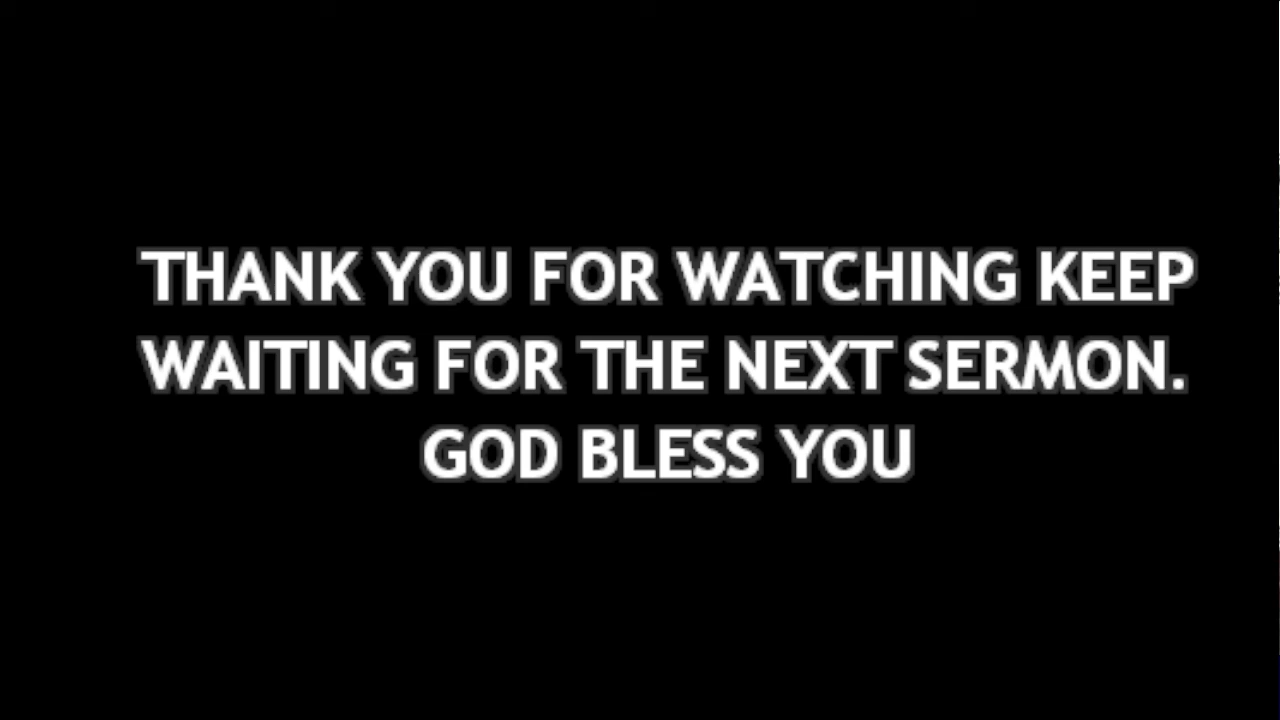 THANK YOU FOR WATCHING KEEP
WAITING FOR THE NEXT SERMON.
GOD BLESS YOU